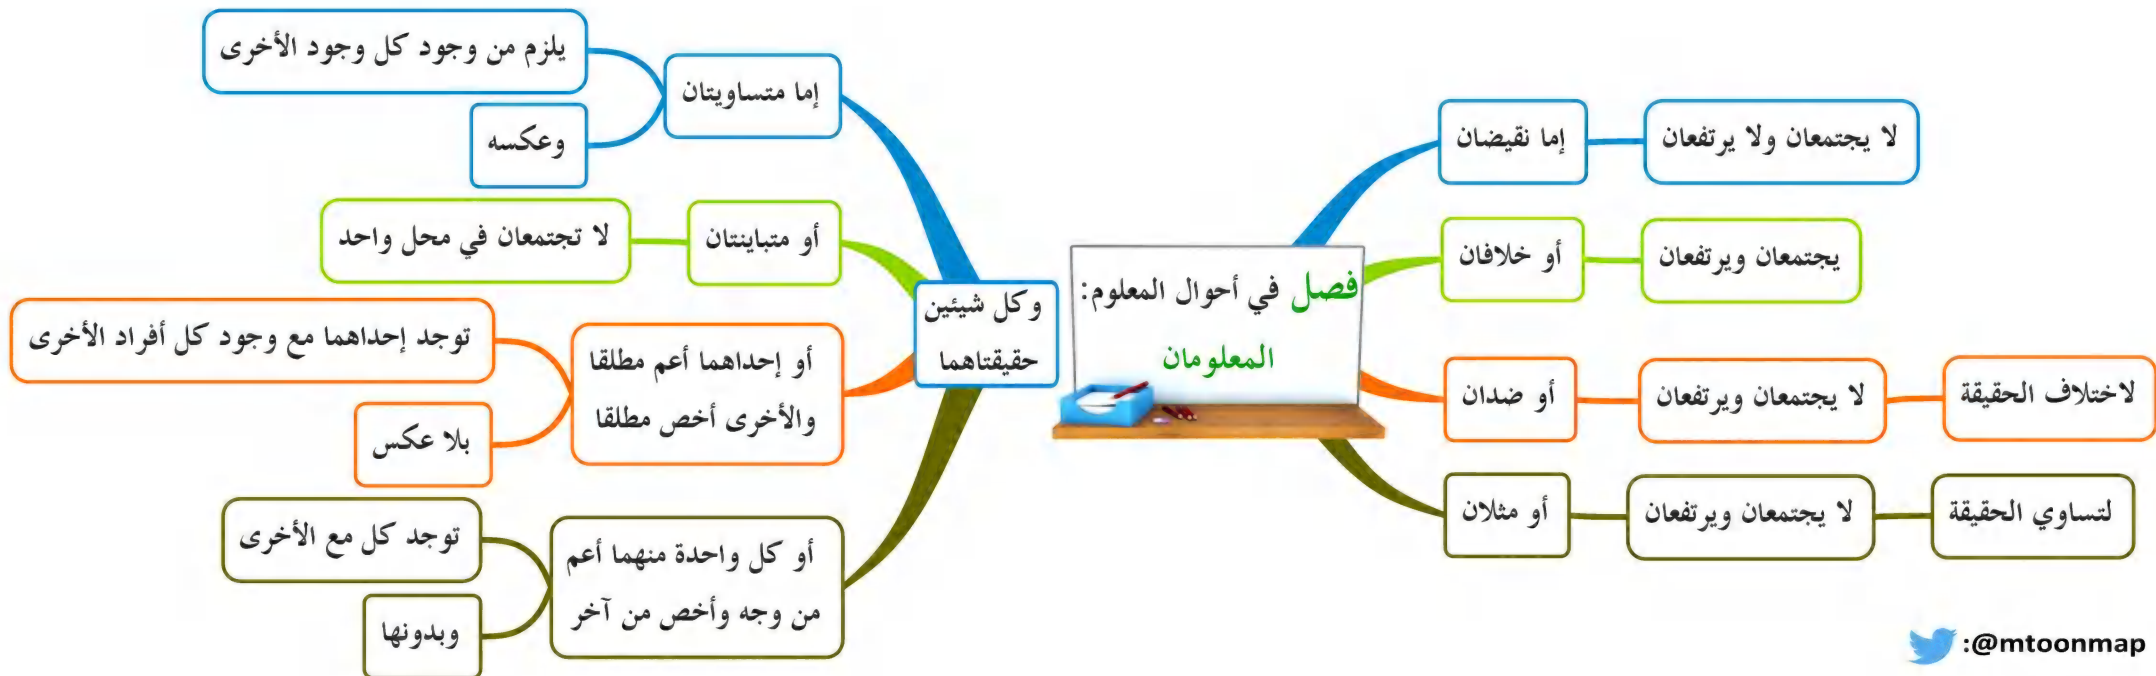 فصل في أحوال المعلوم:
المعلومان
إما نقيضان
لا يجتمعان ولا يرتفعان
أو خلافان
يجتمعان ويرتفعان
أو ضدان
لا يجتمعان ويرتفعان
لاختلاف الحقيقة
أو مثلان
لا يجتمعان ويرتفعان
لتساوي الحقيقة
وكل شيئين
حقيقتاهما
إما متساويتان
يلزم من وجود كل وجود الأخرى
وعكسه
أو متباينتان
لا تجتمعان في محل واحد
أو إحداهما أعم مطلقا
والأخرى أخص مطلقا
توجد إحداهما مع وجود كل أفراد الأخرى
بلا عكس
أو كل واحدة منهما أعم
من وجه وأخص من آخر
توجد كل مع الأخرى
وبدونها
:@mtoonmap